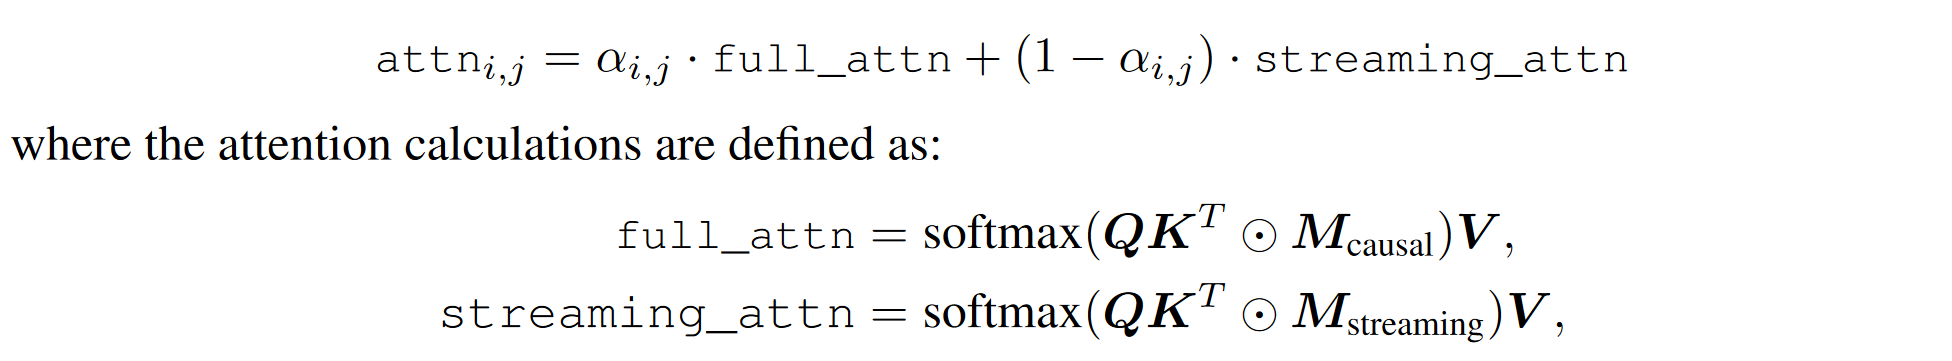 attn_{i,j} = α_{i,j} · full_attn + (1 − α_{i,j}) · streaming_attn
where the attention calculations are defined as:
full_attn = softmax(QK^T ⊙ M_causal)V,
streaming_attn = softmax(QK^T ⊙ M_streaming)V,